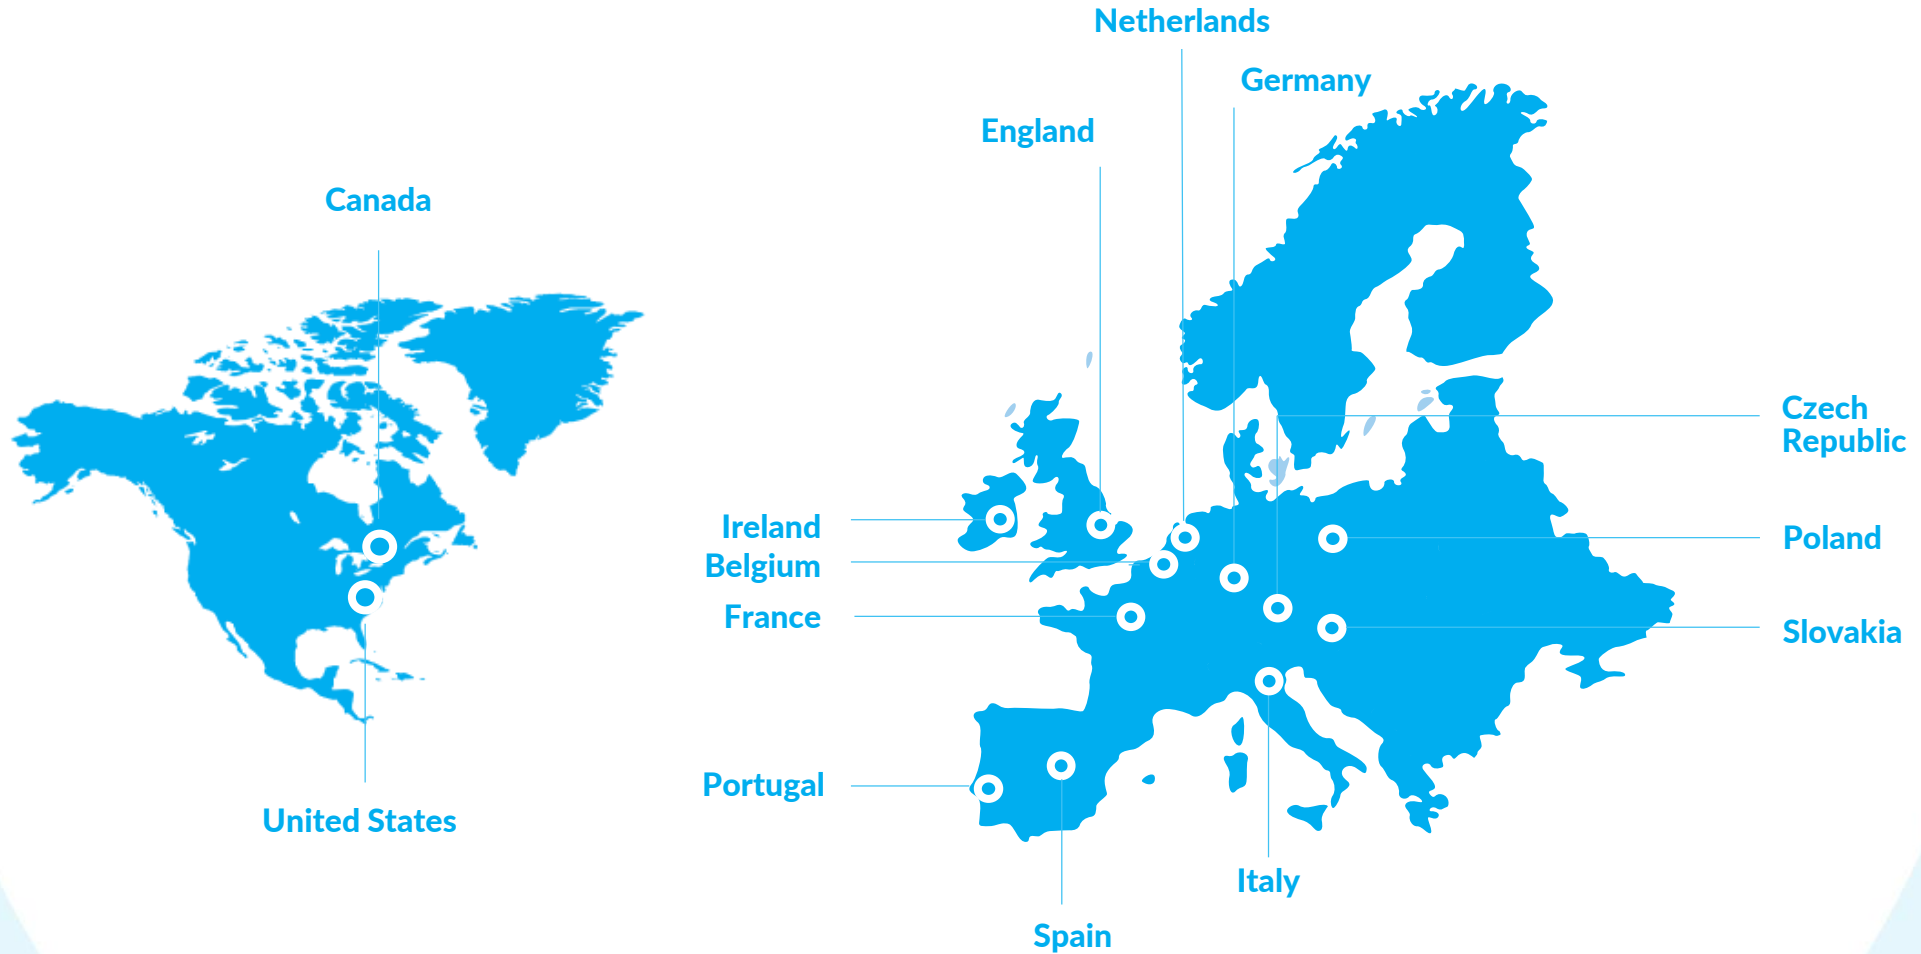 Netherlands
Germany
England
Canada
Czech
Republic
Ireland
Poland
Belgium
France
Slovakia
Portugal
United States
Italy
Spain